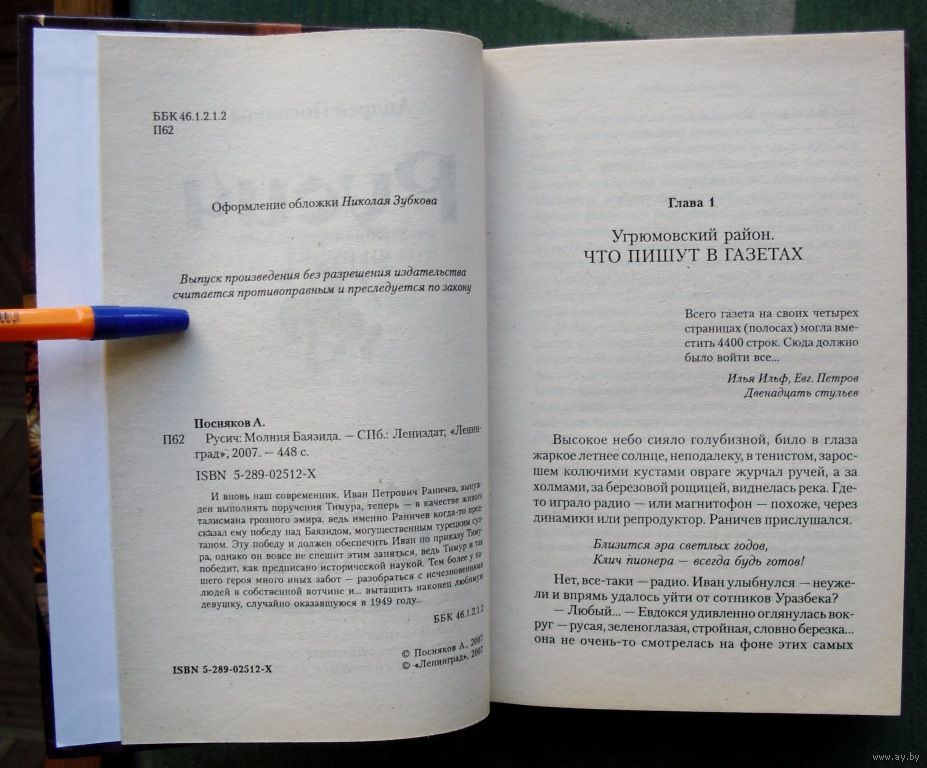 ББК 46.1.2.1.2
П62
Оформление обложки Николая Зубкова
Выпуск произведения без разрешения издательства
считается противоправным и преследуется по закону
Посняков А.
П62 Русич: Молния Баязида. — СПб.: Лениздат; «Ленин-
град», 2007. — 448 с.
ISBN 5-289-02512-X
И вновь наш современник, Иван Петрович Раничев, вынуж-
ден выполнять поручения Тимура, теперь — в качестве живого
талисмана грозного эмира, ведь именно Раничев когда-то пред-
сказал ему победу над Баязидом, могущественным турецким сул-
таном. Эту победу и должен обеспечить Иван по приказу Тиму-
ра, однако он вовсе не спешит этим заняться, ведь Тимур и так
победит, как предписано исторической наукой. Тем более у на-
шего героя много иных забот — разобраться с исчезновениями
людей в собственной вотчине и... вытащить наконец любимую
девушку, случайно оказавшуюся в 1949 году...
ББК 46.1.2.1.2
© Посняков А., 2007
© «Ленинград», 2007
ISBN 5-289-02512-X
Глава 1
Угрюмовский район.
ЧТО ПИШУТ В ГАЗЕТАХ
Всего газета на своих четырех
страницах (полосах) могла вме-
стить 4400 строк. Сюда должно
было войти все...
Илья Ильф, Евг. Петров
Двенадцать стульев
Высокое небо сияло голубизной, било в глаза
жаркое летнее солнце, неподалеку, в тенистом, зарос-
шем колючими кустами овраге журчал ручей, а за
холмами, за березовой рощицей, виднелась река. Где-
то играло радио — или магнитофон — похоже, через
динамики или репродуктор. Раничев прислушался.
Близится эра светлых годов,
Клич пионера — всегда будь готов!
Нет, все-таки — радио. Иван улыбнулся — неуже-
ли и впрямь удалось уйти от сотников Уразбека?
— Любый... — Евдокся удивленно оглянулась вок-
руг — русая, зеленоглазая, стройная, словно березка...
она не очень-то смотрелась на фоне этих самых
www.ay.by